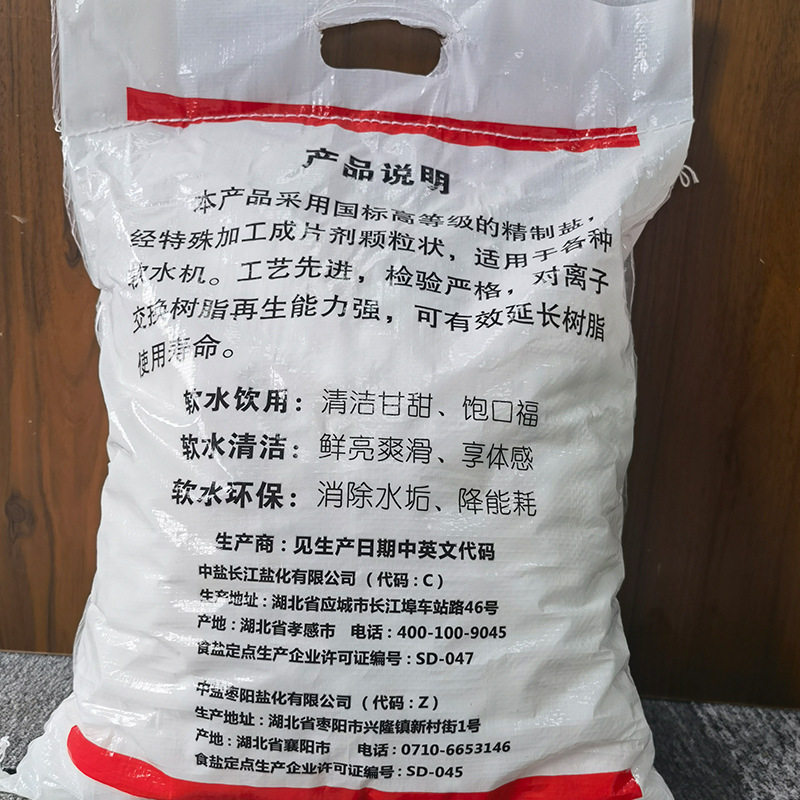 产品说明
本产品采用国标高等级的精制盐，
经特殊加工成片剂颗粒状，适用于各种
软水机。工艺先进，检验严格，对离子
交换树脂再生能力强，可有效延长树脂
使用寿命。
软水饮用：清洁甘甜、饱口福
软水清洁：鲜亮爽滑、享体感
软水环保：消除水垢、降能耗
生产商：见生产日期中英文代码
中盐长江盐化有限公司（代码：C）
生产地址：湖北省应城市长江埠车站路46号
产地：湖北省孝感市 电话：400-100-9045
食盐定点生产企业许可证编号：SD-047
中盐枣阳盐化有限公司（代码：Z）
生产地址：湖北省枣阳市兴隆镇新村街1号
产地：湖北省襄阳市 电话：0710-6653146
食盐定点生产企业许可证编号：SD-045